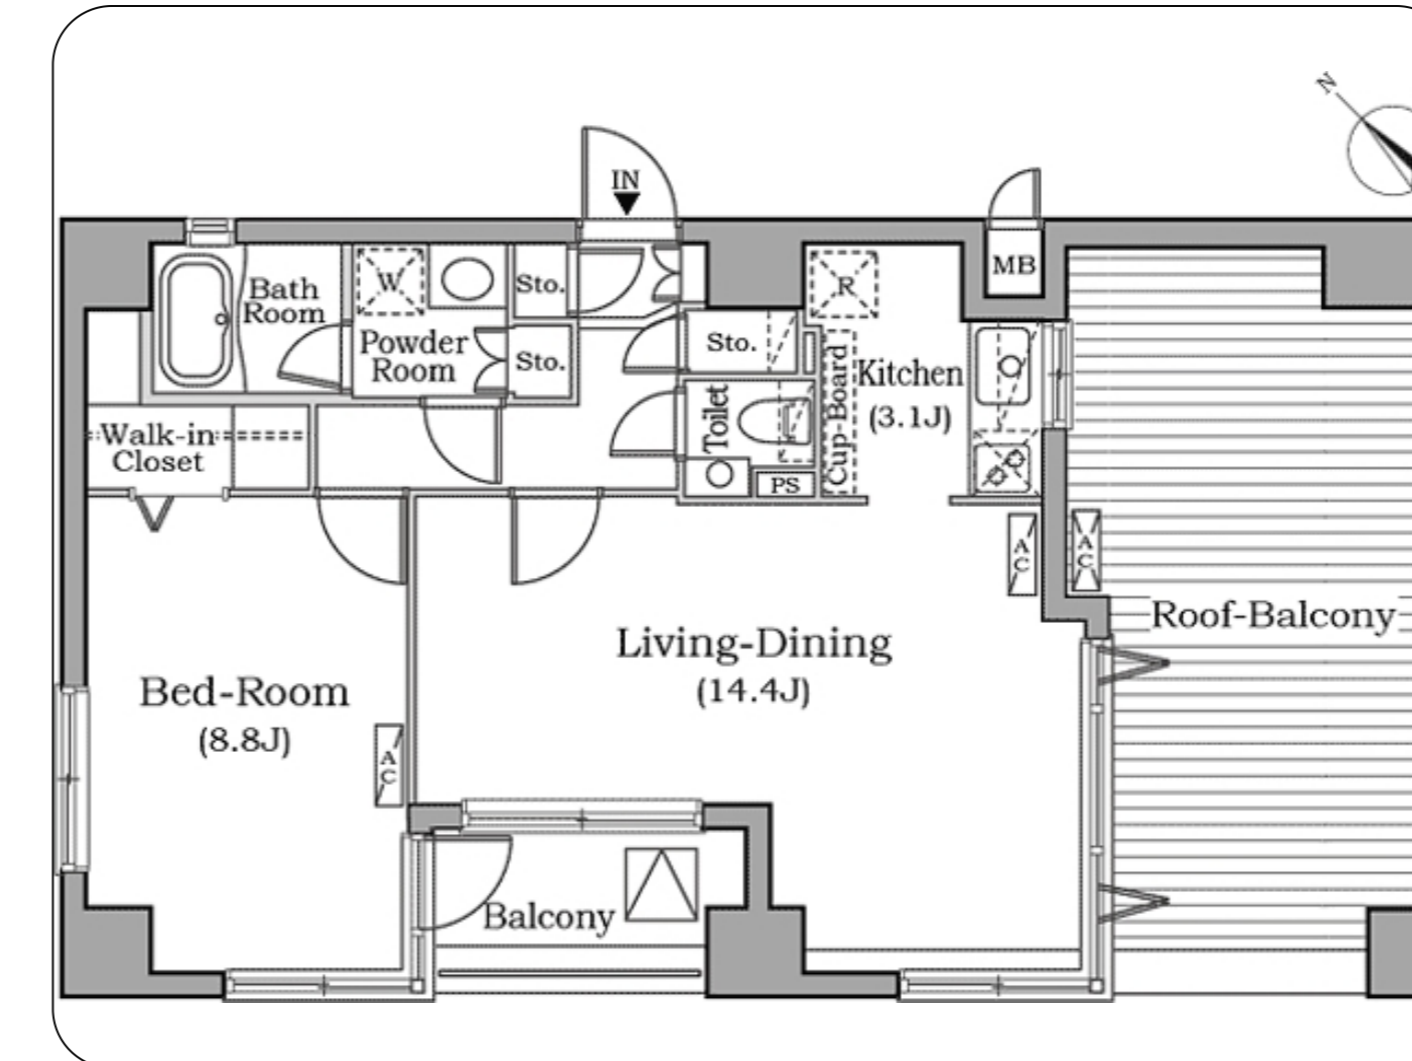 N
IN
MB
Bath
Room
W
Sto.
R
Powder
Room
Sto.
Sto.
Kitchen
(3.1J)
Cup-Board
Toilet
PS
Walk-in
Closet
AC
AC
Roof-Balcony
Living-Dining
(14.4J)
Bed-Room
(8.8J)
AC
Balcony